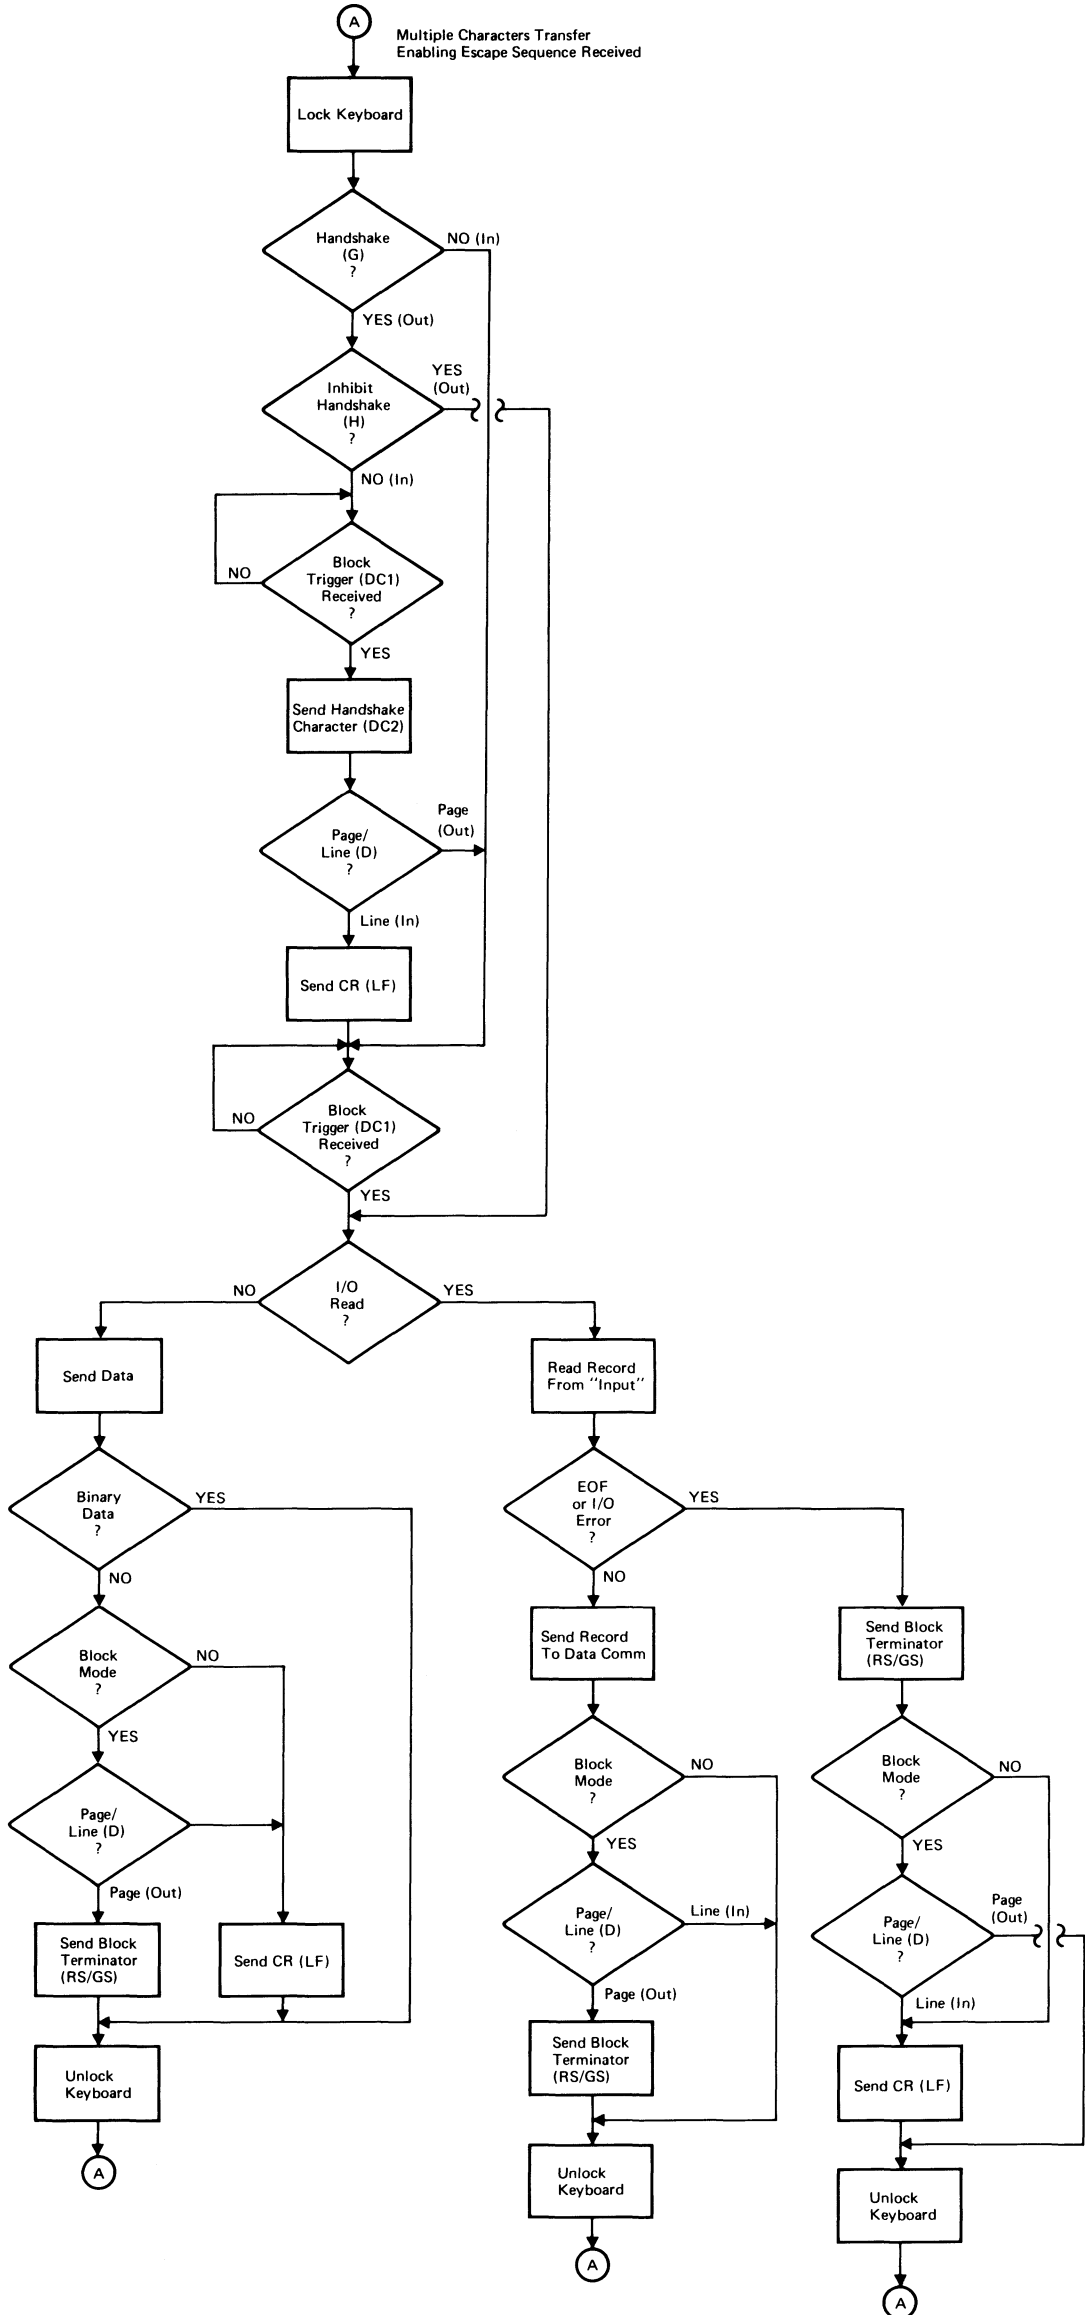 A
Multiple Characters Transfer
Enabling Escape Sequence Received
Lock Keyboard
Handshake
(G)
?
NO (In)
YES (Out)
Inhibit
Handshake
(H)
?
YES
(Out)
NO (In)
Block
Trigger (DC1)
Received
?
NO
YES
Send Handshake
Character (DC2)
Page/
Line (D)
?
Page
(Out)
Line (In)
Send CR (LF)
Block
Trigger (DC1)
Received
?
NO
YES
I/O
Read
?
NO
YES
Send Data
Binary
Data
?
YES
NO
Block
Mode
?
NO
YES
Page/
Line (D)
?
Page (Out)
Send Block
Terminator
(RS/GS)
Send CR (LF)
Unlock
Keyboard
A
Read Record
From "Input"
EOF
or I/O
Error
?
YES
NO
Send Record
To Data Comm
Block
Mode
?
NO
YES
Page/
Line (D)
?
Line (In)
Page (Out)
Send Block
Terminator
(RS/GS)
Unlock
Keyboard
A
Send Block
Terminator
(RS/GS)
Block
Mode
?
NO
YES
Page/
Line (D)
?
Page
(Out)
Line (In)
Send CR (LF)
Unlock
Keyboard
A